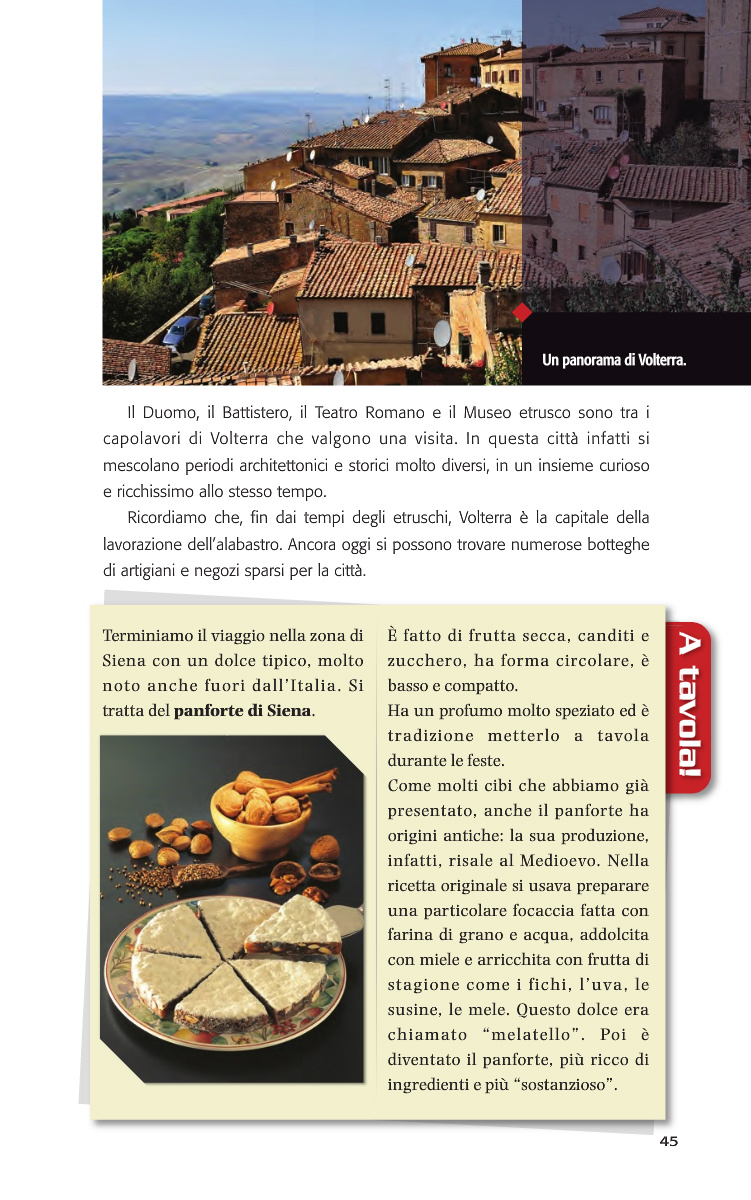 Un panorama di Volterra.
Il Duomo, il Battistero, il Teatro Romano e il Museo etrusco sono tra i
capolavori di Volterra che valgono una visita. In questa città infatti si
mescolano periodi architettonici e storici molto diversi, in un insieme curioso
e ricchissimo allo stesso tempo.
Ricordiamo che, fin dai tempi degli etruschi, Volterra è la capitale della
lavorazione dell'alabastro. Ancora oggi si possono trovare numerose botteghe
di artigiani e negozi sparsi per la città.
A tavola!
Terminiamo il viaggio nella zona di
Siena con un dolce tipico, molto
noto anche fuori dall'Italia. Si
tratta del panforte di Siena.
È fatto di frutta secca, canditi e
zucchero, ha forma circolare, è
basso e compatto.
Ha un profumo molto speziato ed è
tradizione metterlo a tavola
durante le feste.
Come molti cibi che abbiamo già
presentato, anche il panforte ha
origini antiche: la sua produzione,
infatti, risale al Medioevo. Nella
ricetta originale si usava preparare
una particolare focaccia fatta con
farina di grano e acqua, addolcita
con miele e arricchita con frutta di
stagione come i fichi, l'uva, le
susine, le mele. Questo dolce era
chiamato “melatello”. Poi è
diventato il panforte, più ricco di
ingredienti e più “sostanzioso”.
45